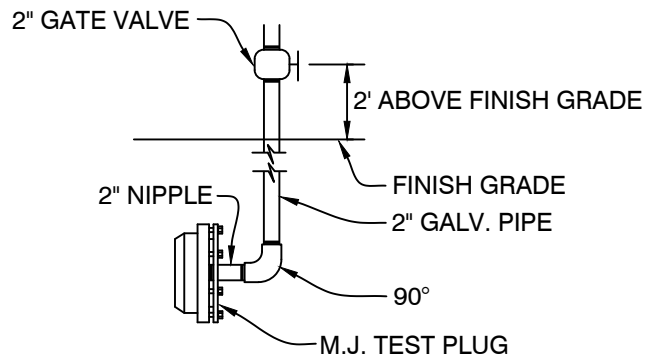 2" GATE VALVE
2' ABOVE FINISH GRADE
FINISH GRADE
2" NIPPLE
2" GALV. PIPE
90°
M.J. TEST PLUG